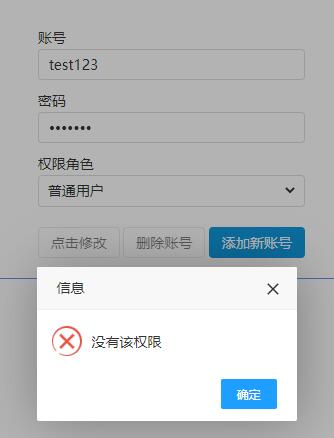 账号
test123
密码
•••••••
权限角色
普通用户
点击修改 删除账号 添加新账号
信息
没有该权限
确定